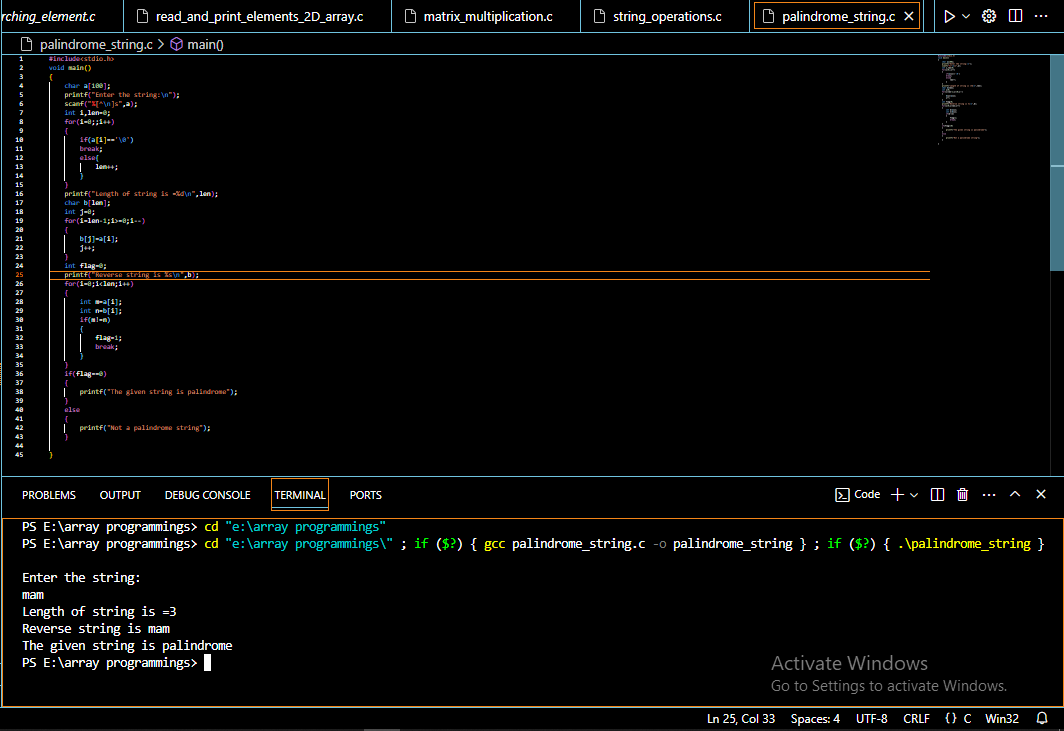 rching_element.c
read_and_print_elements_2D_array.c
matrix_multiplication.c
string_operations.c
palindrome_string.c
palindrome_string.c > main()
1 #include<stdio.h>
2 void main()
3 {
4 char a[100];
5 printf("Enter the string:\n");
6 scanf("%[^\n]s",a);
7 int i,len=0;
8 for(i=0;;i++)
9 {
10 if(a[i]=='\0')
11 break;
12 else{
13 len++;
14 }
15 }
16 printf("Length of string is =%d\n",len);
17 char b[len];
18 int j=0;
19 for(i=len-1;i>=0;i--)
20 {
21 b[j]=a[i];
22 j++;
23 }
24 int flag=0;
25 printf("Reverse string is %s\n",b);
26 for(i=0;i<len;i++)
27 {
28 int m=a[i];
29 int n=b[i];
30 if(m!=n)
31 {
32 flag=1;
33 break;
34 }
35 }
36 if(flag==0)
37 {
38 printf("The given string is palindrome");
39 }
40 else
41 {
42 printf("Not a palindrome string");
43 }
44
45 }
PROBLEMS OUTPUT DEBUG CONSOLE TERMINAL PORTS Code
PS E:\array programmings> cd "e:\array programmings"
PS E:\array programmings> cd "e:\array programmings\" ; if ($?) { gcc palindrome_string.c -o palindrome_string } ; if ($?) { .\palindrome_string }
Enter the string:
mam
Length of string is =3
Reverse string is mam
The given string is palindrome
PS E:\array programmings>
Activate Windows
Go to Settings to activate Windows.
Ln 25, Col 33 Spaces: 4 UTF-8 CRLF {} C Win32